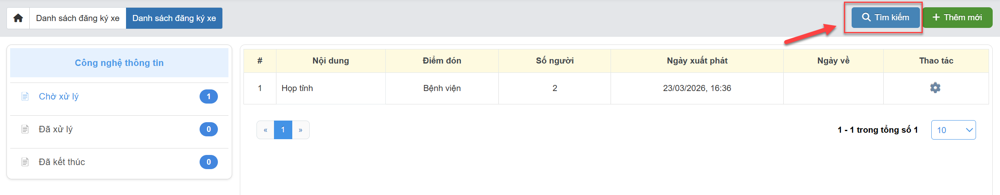 Danh sách đăng ký xe Danh sách đăng ký xe Tìm kiếm + Thêm mới
Công nghệ thông tin
Chờ xử lý 1
Đã xử lý 0
Đã kết thúc 0
# Nội dung Điểm đón Số người Ngày xuất phát Ngày về Thao tác
1 Họp tỉnh Bệnh viện 2 23/03/2026, 16:36
« 1 » 1 - 1 trong tổng số 1 10